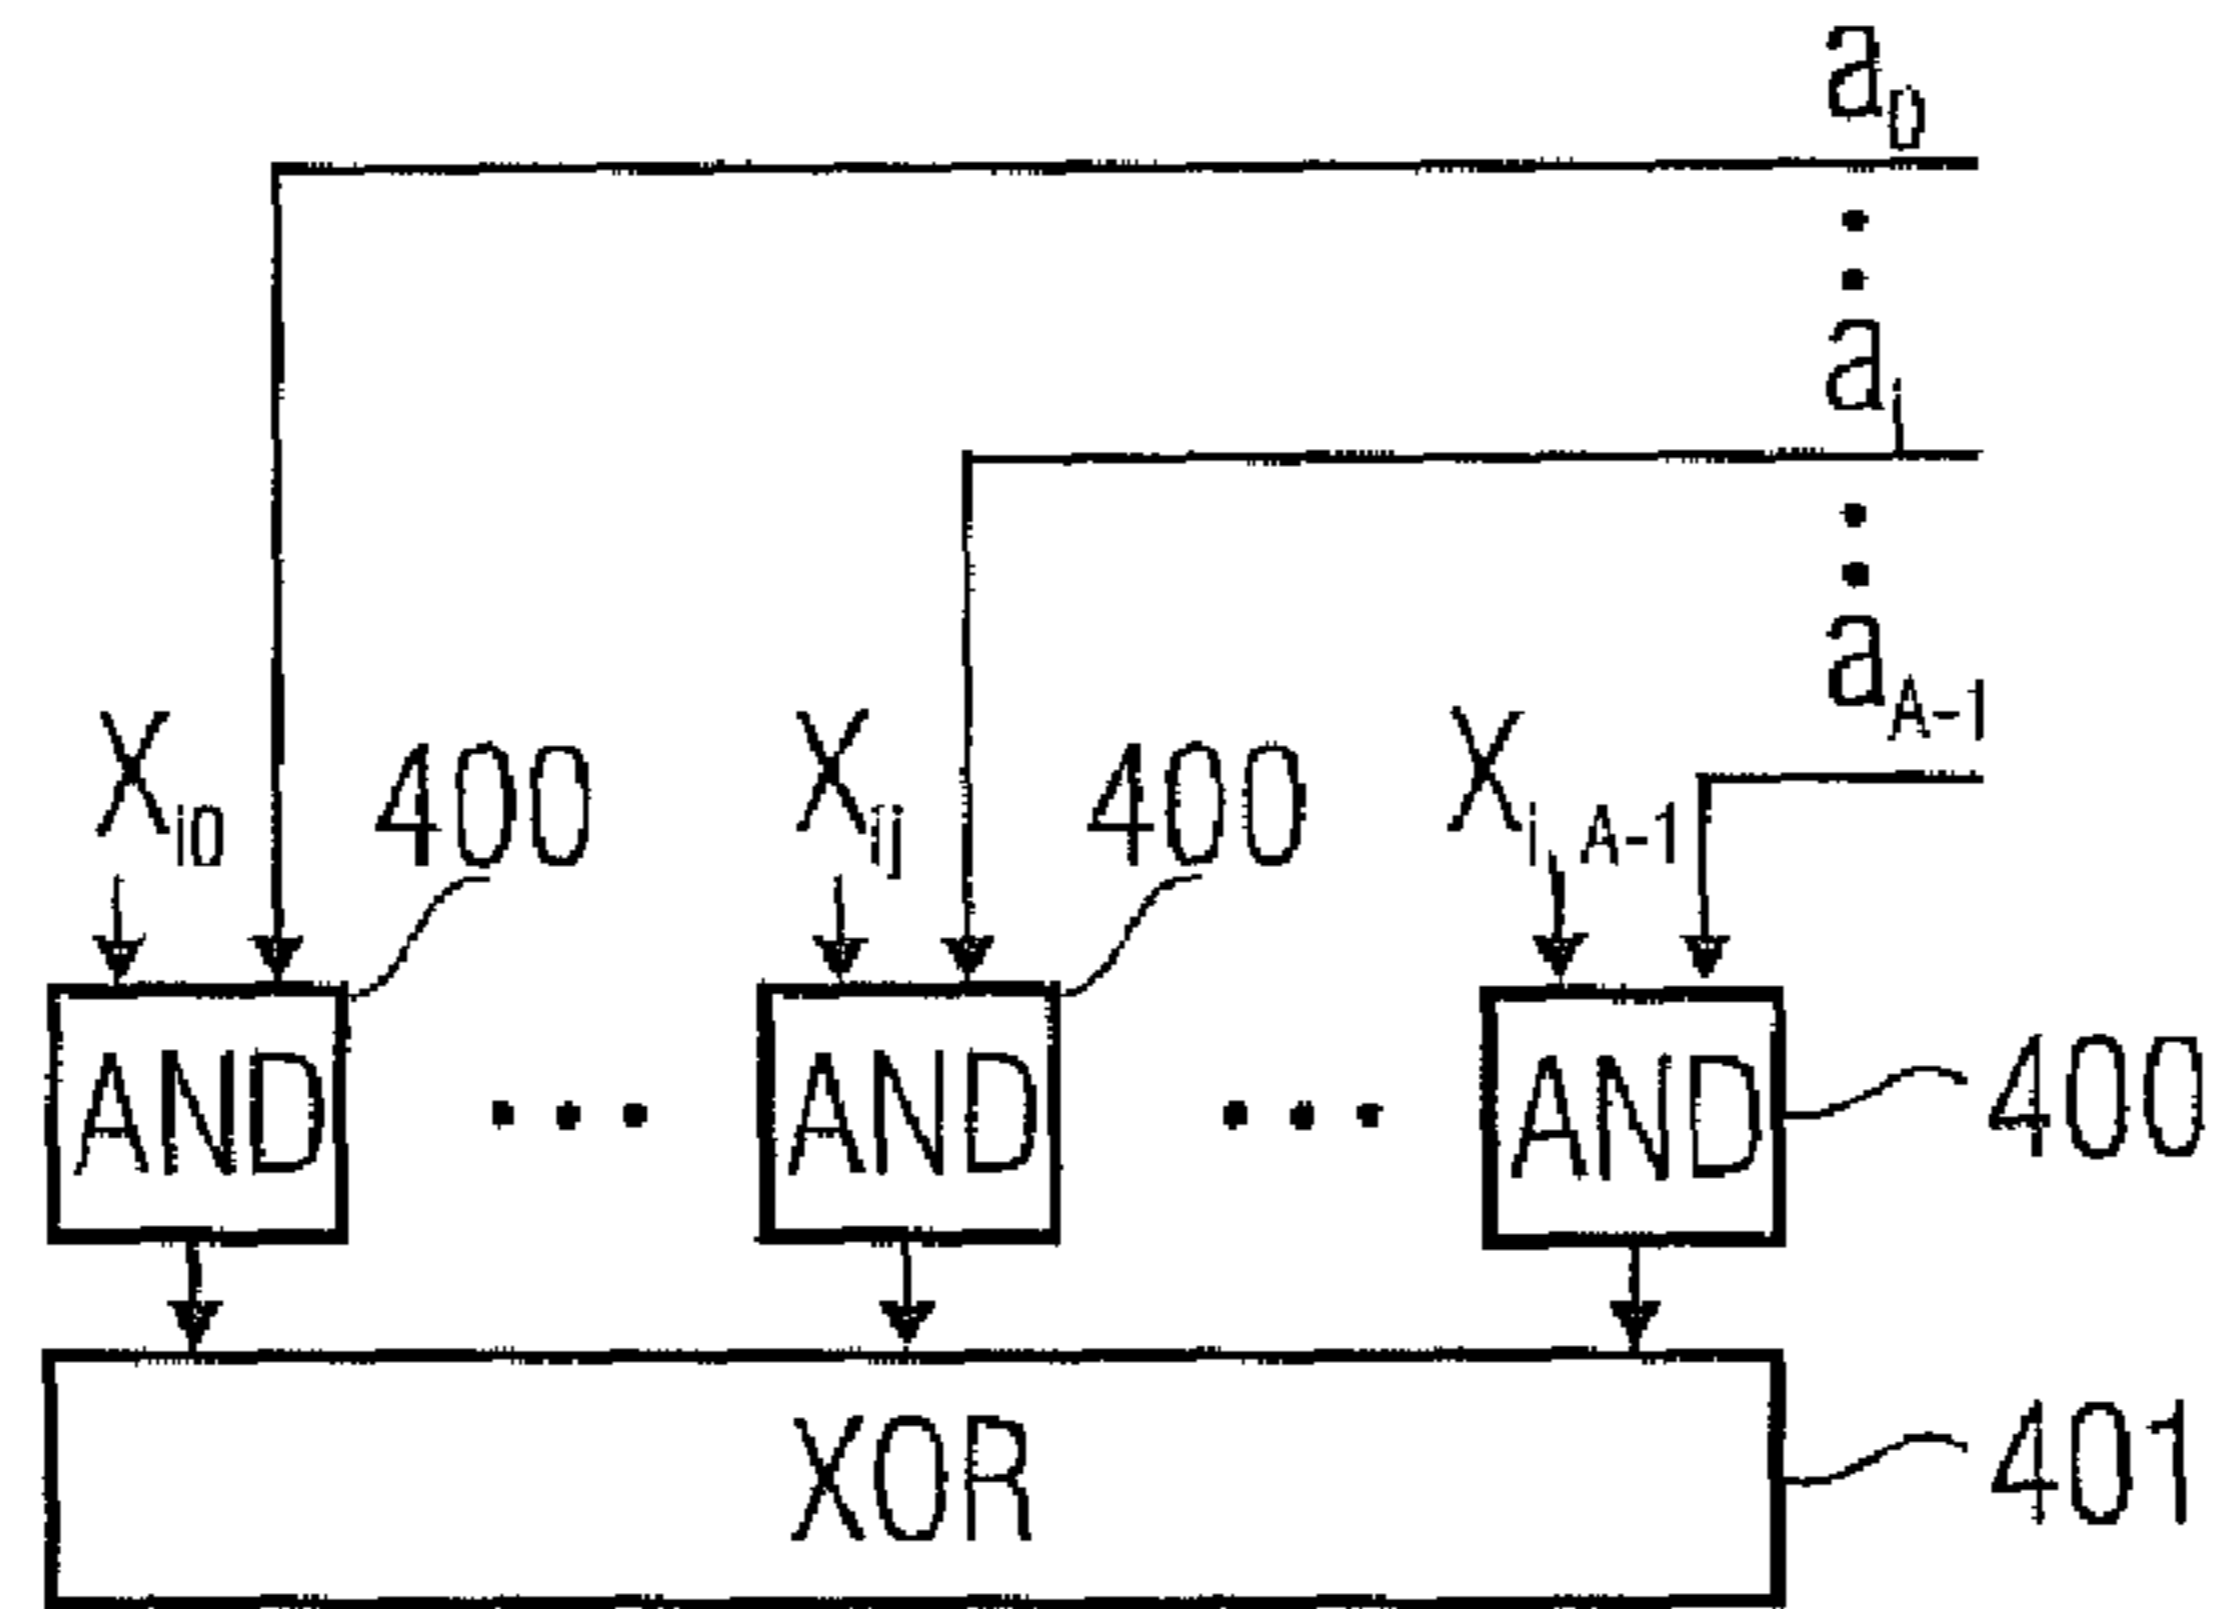 a0
ai
aA-1
Xi0 400 Xij 400 Xi, A-1
AND AND AND 400
XOR 401